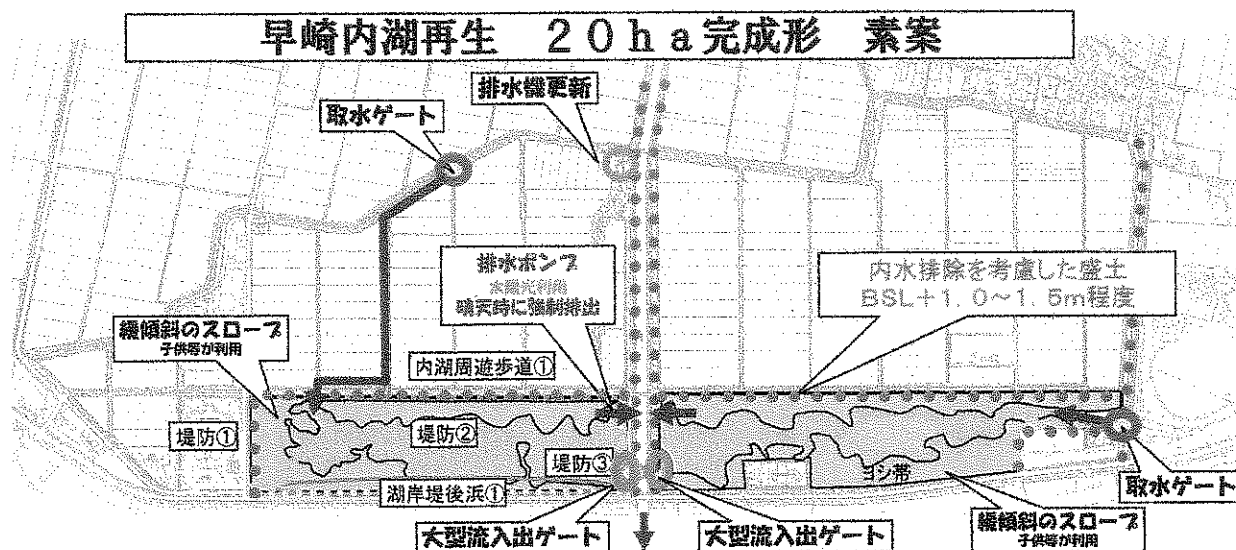 早崎内湖再生　２０ｈａ完成形　素案
排水機更新
取水ゲート
排水ポンプ
太陽光利用
晴天時に強制排出
内水排除を考慮した盛土
BSL+1.0～1.5m程度
緩傾斜のスロープ
子供等が利用
内湖周遊歩道①
堤防①
堤防②
堤防③
ヨシ帯
湖岸堤後浜①
取水ゲート
大型流入出ゲート
大型流入出ゲート
緩傾斜のスロープ
子供等が利用